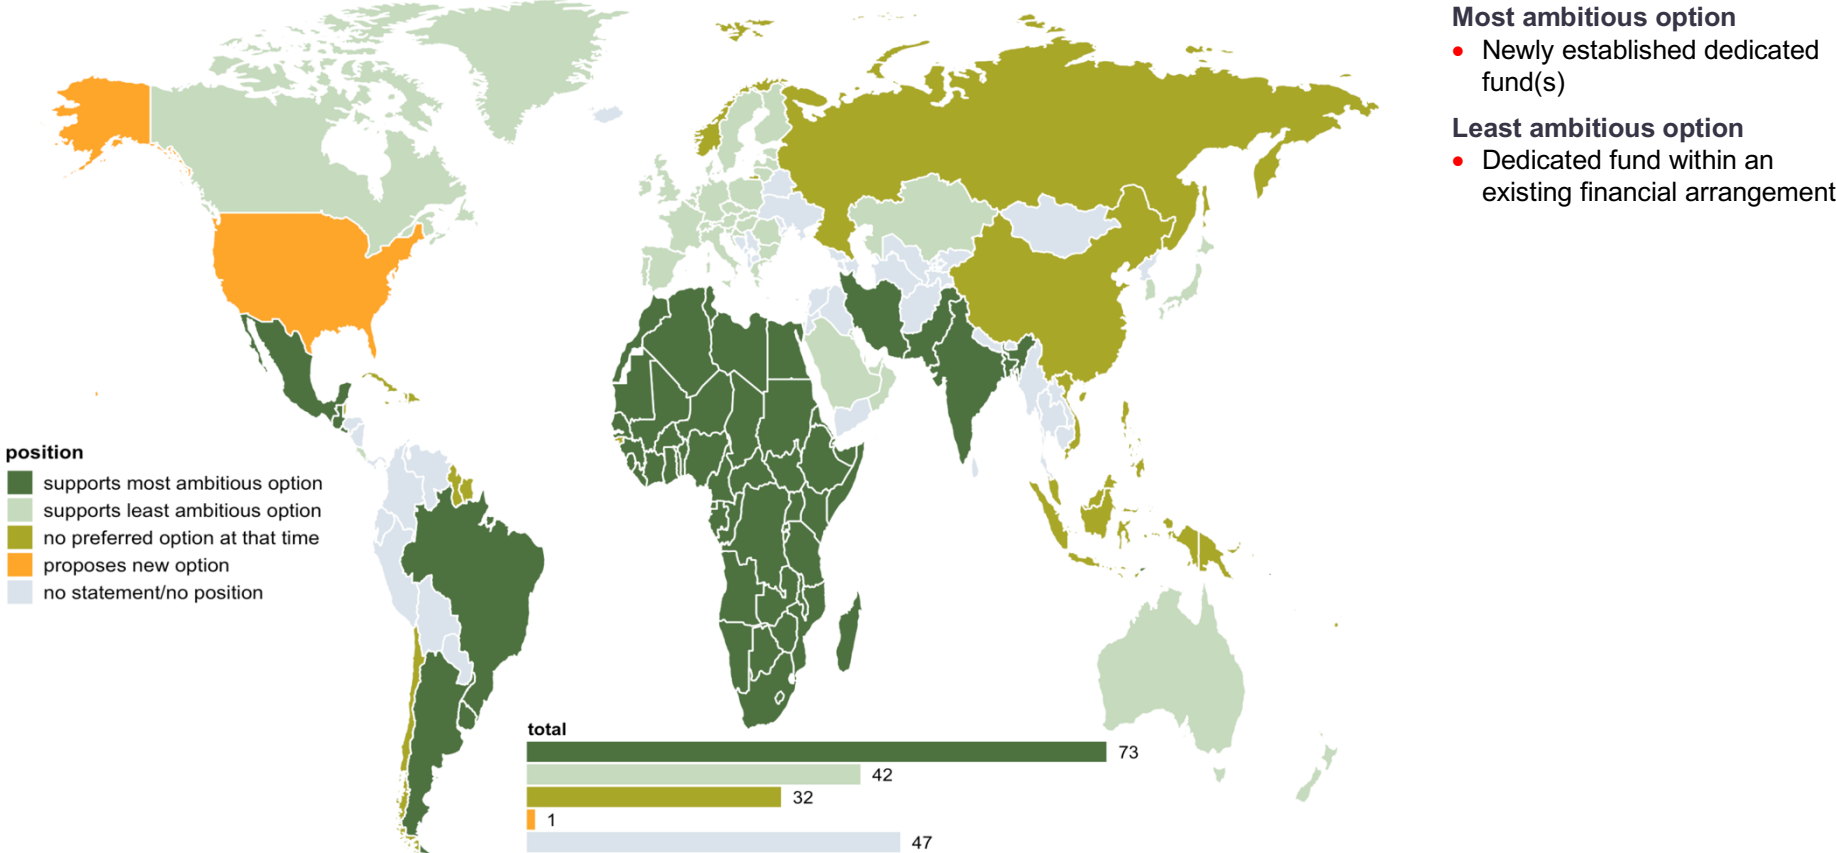 Most ambitious option
• Newly established dedicated
fund(s)
Least ambitious option
• Dedicated fund within an
existing financial arrangement
position
supports most ambitious option
supports least ambitious option
no preferred option at that time
proposes new option
no statement/no position
total
73
42
32
1
47